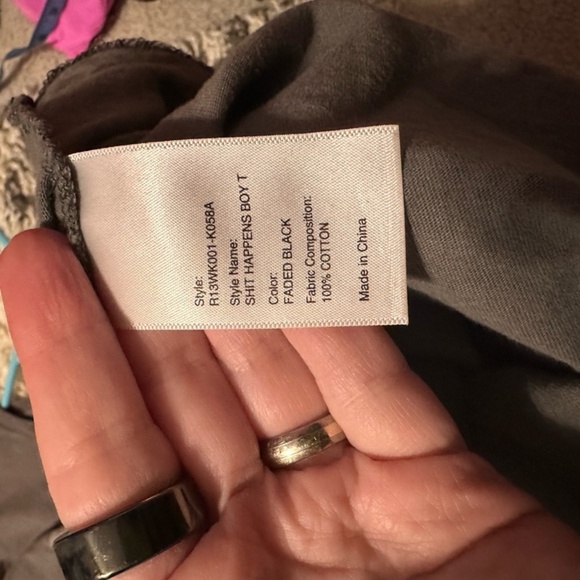 Style:
R13WK001-K058A
Style Name:
SHIT HAPPENS BOY T
Color:
FADED BLACK
Fabric Composition:
100% COTTON
Made in China